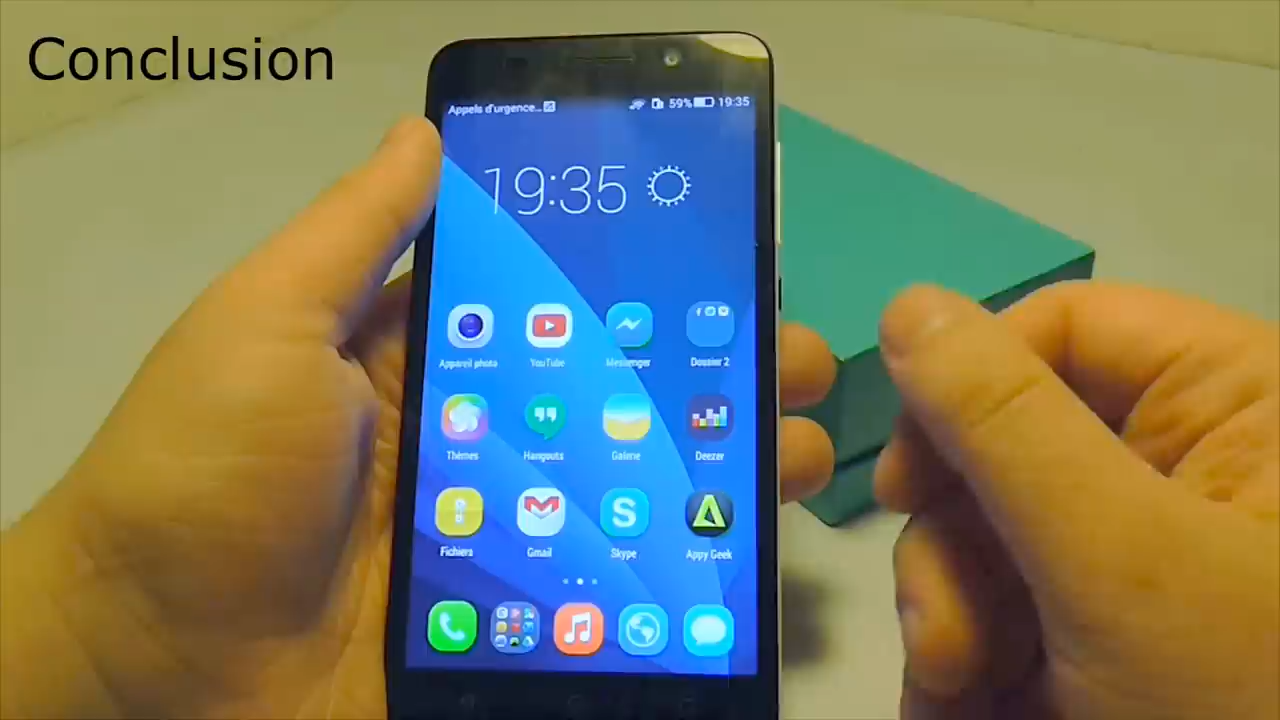 Conclusion
Appels d'urgence... 59% 19:35
19:35
Appareil photo YouTube Messenger Dossier 2
Thèmes Hangouts Galerie Deezer
Fichiers Gmail Skype Appy Geek